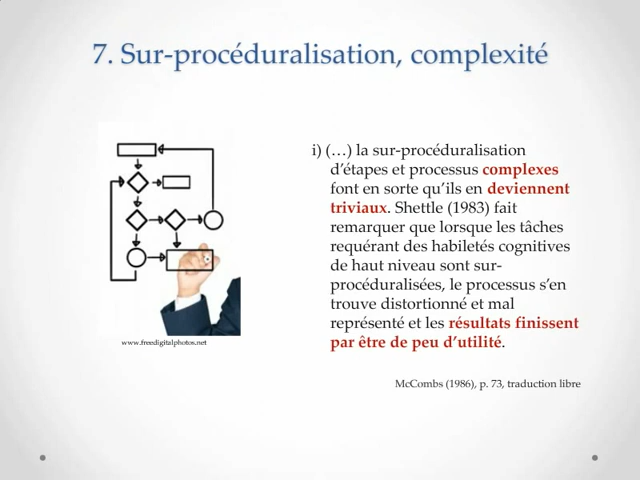 7. Sur-procéduralisation, complexité
i) (…) la sur-procéduralisation
d’étapes et processus complexes
font en sorte qu’ils en deviennent
triviaux. Shettle (1983) fait
remarquer que lorsque les tâches
requérant des habiletés cognitives
de haut niveau sont sur-
procéduralisées, le processus s’en
trouve distortionné et mal
représenté et les résultats finissent
par être de peu d’utilité.
www.freedigitalphotos.net
McCombs (1986), p. 73, traduction libre